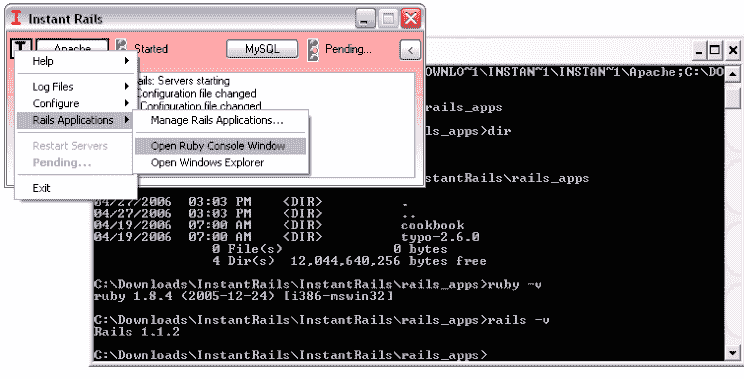 Instant Rails
I Apache Started MySQL Pending... <
Help
Log Files
Configure
Rails Applications
Restart Servers
Pending...
Exit
Manage Rails Applications...
Open Ruby Console Window
Open Windows Explorer
ails: Servers starting
Configuration file changed
Configuration file changed
OWNLO~1\INSTAN~1\INSTAN~1\Apache;C:\DO
rails_apps
rails_apps>dir
nstantRails\rails_apps
04/27/2006 03:03 PM <DIR> .
04/27/2006 03:03 PM <DIR> ..
04/19/2006 07:00 AM <DIR> cookbook
04/19/2006 07:00 AM <DIR> typo-2.6.0
0 File(s) 0 bytes
4 Dir(s) 12,044,640,256 bytes free
C:\Downloads\InstantRails\InstantRails\rails_apps>ruby -v
ruby 1.8.4 (2005-12-24) [i386-mswin32]
C:\Downloads\InstantRails\InstantRails\rails_apps>rails -v
Rails 1.1.2
C:\Downloads\InstantRails\InstantRails\rails_apps>